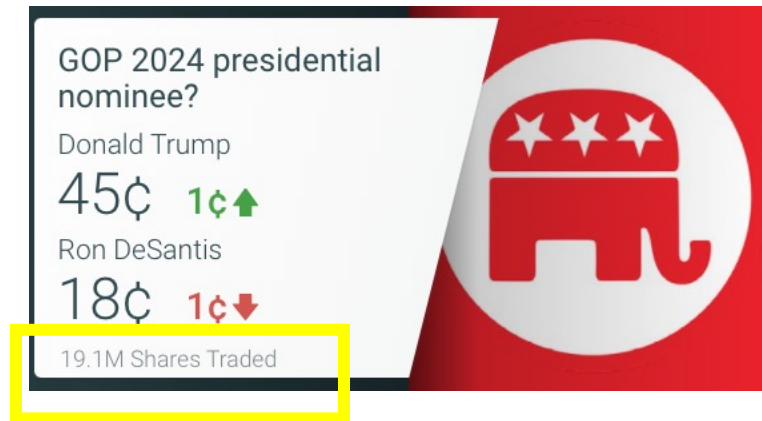 GOP 2024 presidential
nominee?
Donald Trump
45¢ 1¢
Ron DeSantis
18¢ 1¢
19.1M Shares Traded